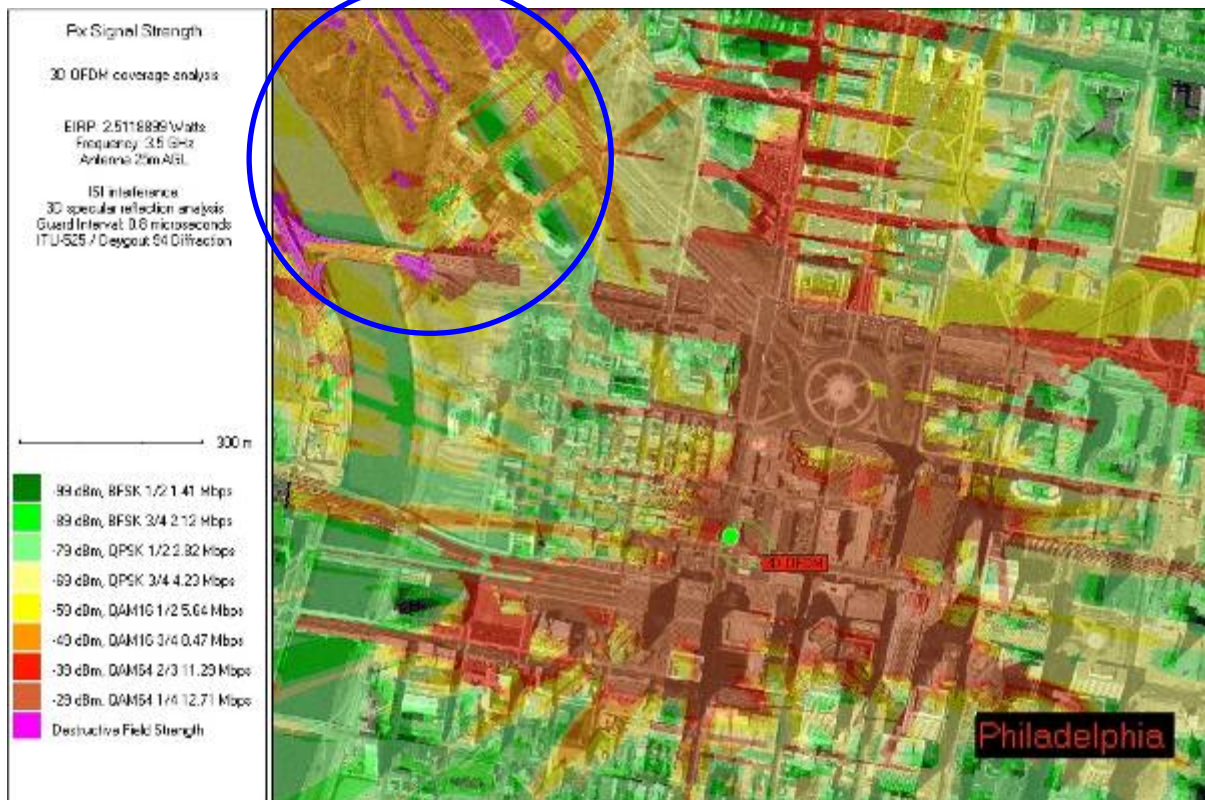 Rx Signal Strength
3D OFDM coverage analysis
EIRP: 2.5118899 Watts
Frequency: 3.5 GHz
Antenna 25m AGL
ISI interference:
3D specular reflection analysis
Guard Interval: 0.8 microseconds
ITU-525 / Deygout 94 Diffraction
300 m
-99 dBm, BFSK 1/2 1.41 Mbps
-89 dBm, BFSK 3/4 2.12 Mbps
-79 dBm, QPSK 1/2 2.82 Mbps
-69 dBm, QPSK 3/4 4.23 Mbps
-59 dBm, QAM16 1/2 5.64 Mbps
-49 dBm, QAM16 3/4 8.47 Mbps
-39 dBm, QAM64 2/3 11.29 Mbps
-29 dBm, QAM64 1/4 12.71 Mbps
Destructive Field Strength
OFDM
Philadelphia